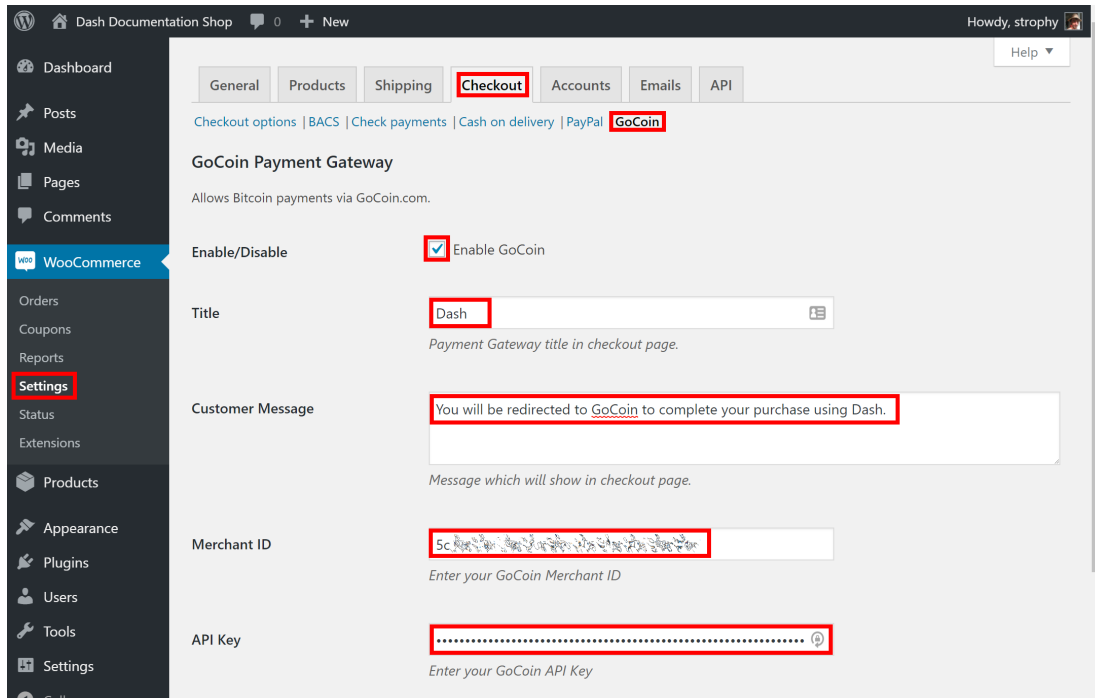 Dash Documentation Shop 0 New Howdy, strophy
Help
Dashboard
Posts
Media
Pages
Comments
WOO WooCommerce
Orders
Coupons
Reports
Settings
Status
Extensions
Products
Appearance
Plugins
Users
Tools
Settings
General Products Shipping Checkout Accounts Emails API
Checkout options | BACS | Check payments | Cash on delivery | PayPal GoCoin
GoCoin Payment Gateway
Allows Bitcoin payments via GoCoin.com.
Enable/Disable Enable GoCoin
Title Dash
Payment Gateway title in checkout page.
Customer Message You will be redirected to GoCoin to complete your purchase using Dash.
Message which will show in checkout page.
Merchant ID 5c
Enter your GoCoin Merchant ID
API Key
Enter your GoCoin API Key